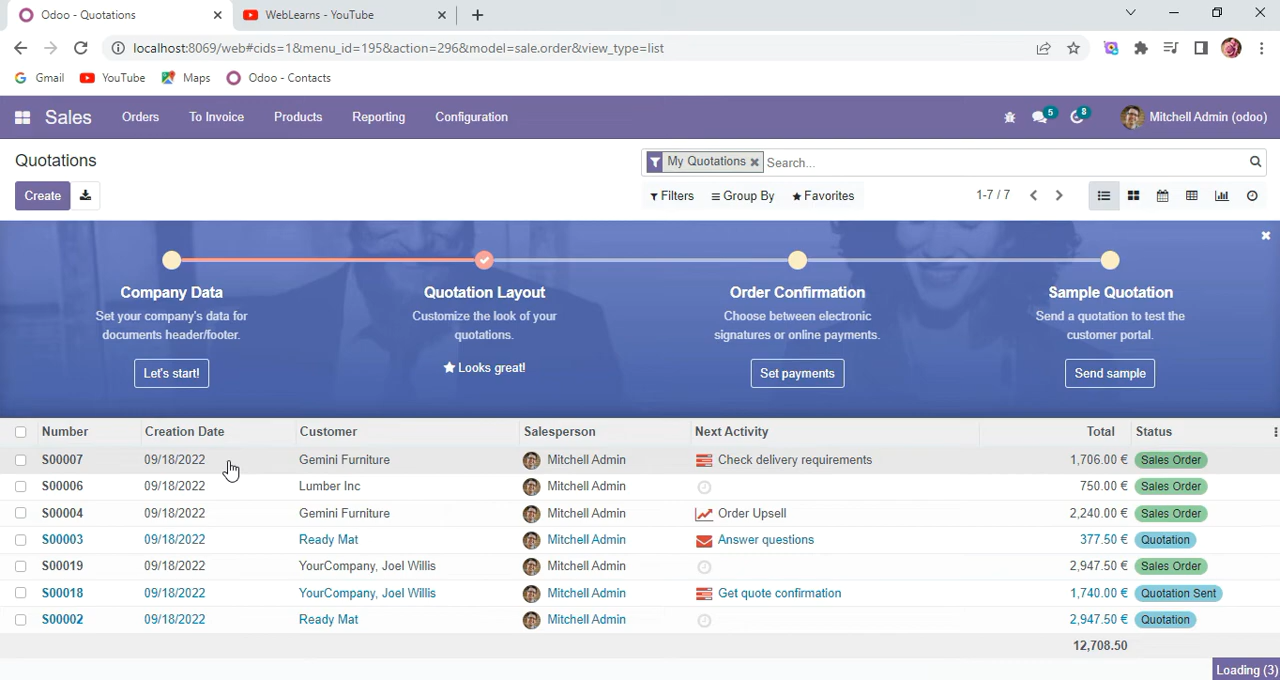 Odoo - Quotations
WebLearns - YouTube
localhost:8069/web#cids=1&menu_id=195&action=296&model=sale.order&view_type=list
Gmail YouTube Maps Odoo - Contacts
Sales Orders To Invoice Products Reporting Configuration 5 8 Mitchell Admin (odoo)
Quotations My Quotations Search...
Create Filters Group By Favorites 1-7 / 7
Company Data Quotation Layout Order Confirmation Sample Quotation
Set your company's data for Customize the look of your Choose between electronic Send a quotation to test the
documents header/footer. quotations. signatures or online payments. customer portal.
Let's start! Looks great! Set payments Send sample
Number Creation Date Customer Salesperson Next Activity Total Status
S00007 09/18/2022 Gemini Furniture Mitchell Admin Check delivery requirements 1,706.00 € Sales Order
S00006 09/18/2022 Lumber Inc Mitchell Admin 750.00 € Sales Order
S00004 09/18/2022 Gemini Furniture Mitchell Admin Order Upsell 2,240.00 € Sales Order
S00003 09/18/2022 Ready Mat Mitchell Admin Answer questions 377.50 € Quotation
S00019 09/18/2022 YourCompany, Joel Willis Mitchell Admin 2,947.50 € Sales Order
S00018 09/18/2022 YourCompany, Joel Willis Mitchell Admin Get quote confirmation 1,740.00 € Quotation Sent
S00002 09/18/2022 Ready Mat Mitchell Admin 2,947.50 € Quotation
12,708.50
Loading (3)